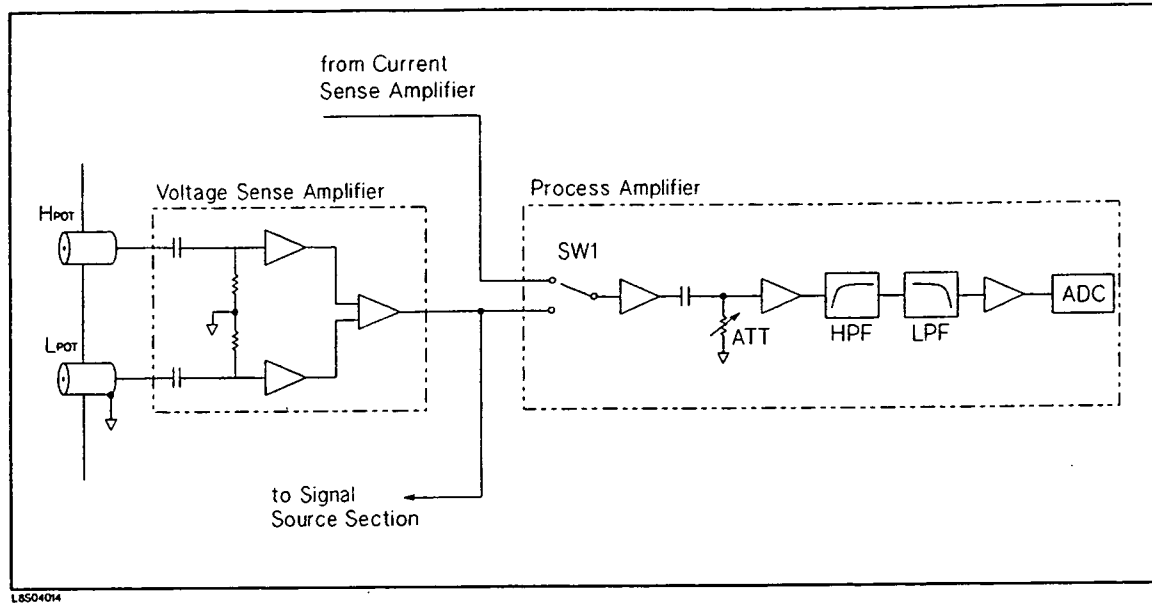 from Current
Sense Amplifier
Voltage Sense Amplifier
Process Amplifier
HPOT
SW1
ADC
ATT
HPF
LPF
LPOT
to Signal
Source Section
L8504014